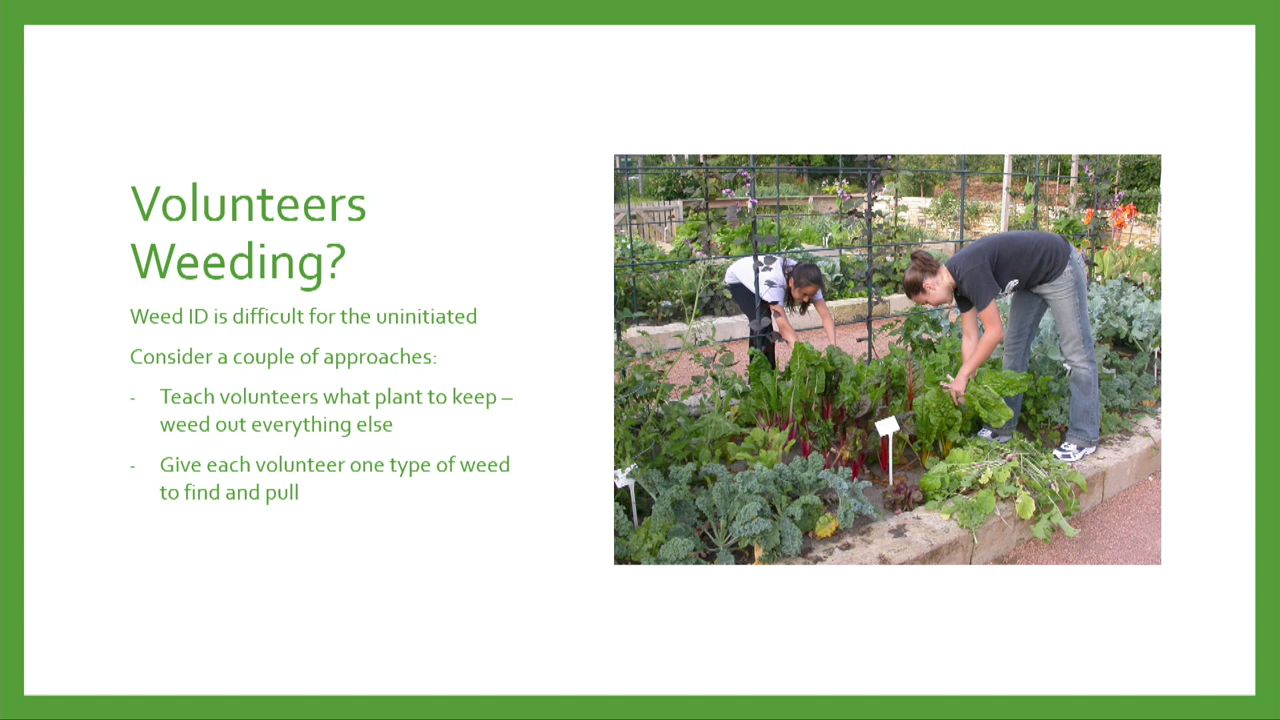 Volunteers
Weeding?
Weed ID is difficult for the uninitiated
Consider a couple of approaches:
- Teach volunteers what plant to keep –
weed out everything else
- Give each volunteer one type of weed
to find and pull